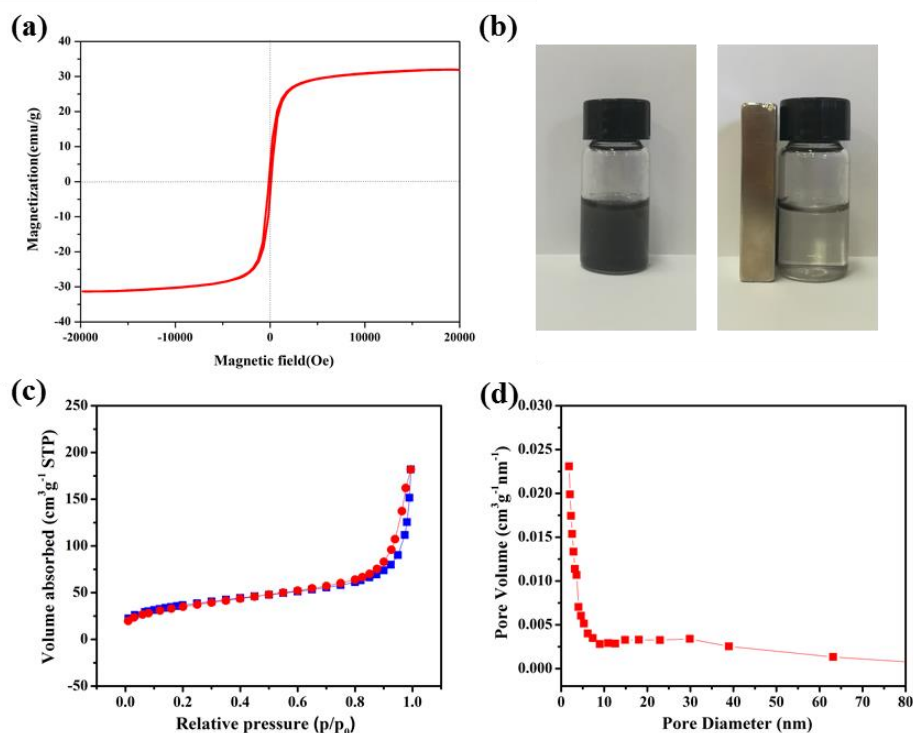 (a)
40
30
20
10
0
-10
-20
-30
-40
-20000 -10000 0 10000 20000
Magnetization(emu/g)
Magnetic field(Oe)
(b)
(c)
250
200
150
100
50
0
-50
0.0 0.2 0.4 0.6 0.8 1.0
Volume absorbed (cm³g⁻¹ STP)
Relative pressure (p/p₀)
(d)
0.030
0.025
0.020
0.015
0.010
0.005
0.000
0 10 20 30 40 50 60 70 80
Pore Volume (cm³g⁻¹nm⁻¹)
Pore Diameter (nm)